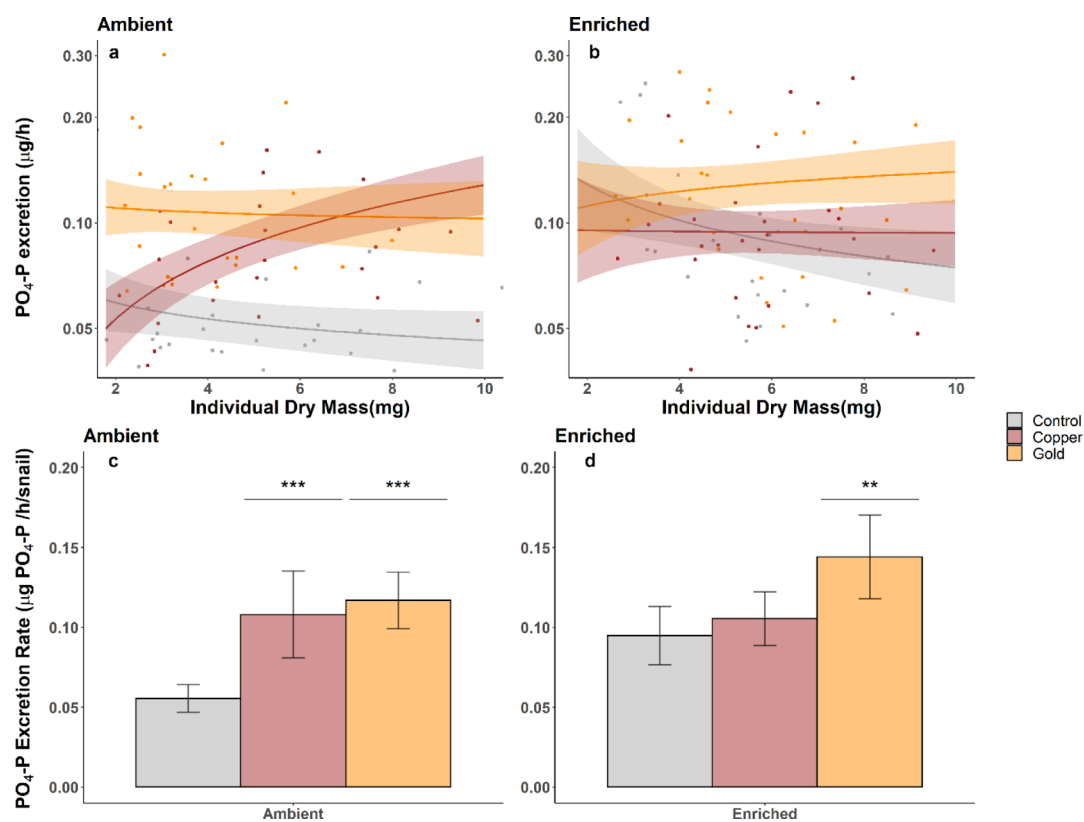 Ambient
Enriched
a
b
PO₄-P excretion (μg/h)
0.30
0.20
0.10
0.05
0.30
0.20
0.10
0.05
2 4 6 8 10
2 4 6 8 10
Individual Dry Mass(mg)
Individual Dry Mass(mg)
Control
Copper
Gold
Ambient
Enriched
c
d
PO₄-P Excretion Rate (μg PO₄-P /h/snail)
0.20
0.15
0.10
0.05
0.00
0.20
0.15
0.10
0.05
0.00
*** ***
**
Ambient
Enriched